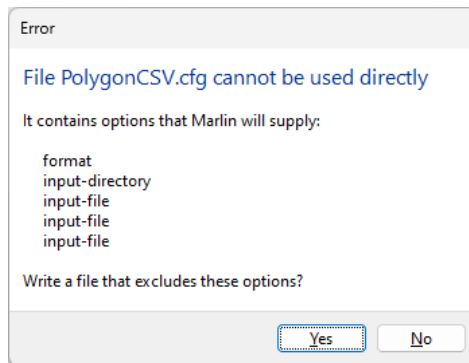 Error
File PolygonCSV.cfg cannot be used directly
It contains options that Marlin will supply:
format
input-directory
input-file
input-file
input-file
Write a file that excludes these options?
Yes No